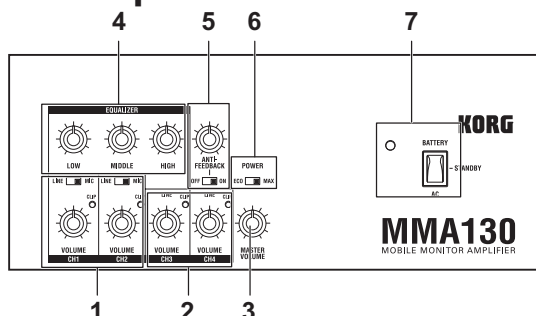 4
5
6
7
EQUALIZER
LOW MIDDLE HIGH
ANTI-
FEEDBACK
OFF ON
POWER
ECO MAX
KORG
BATTERY
STANDBY
AC
LINE MIC LINE MIC
CLIP CLIP CLIP
VOLUME VOLUME VOLUME VOLUME
CH1 CH2 CH3 CH4
MASTER
VOLUME
MMA130
MOBILE MONITOR AMPLIFIER
1
2
3